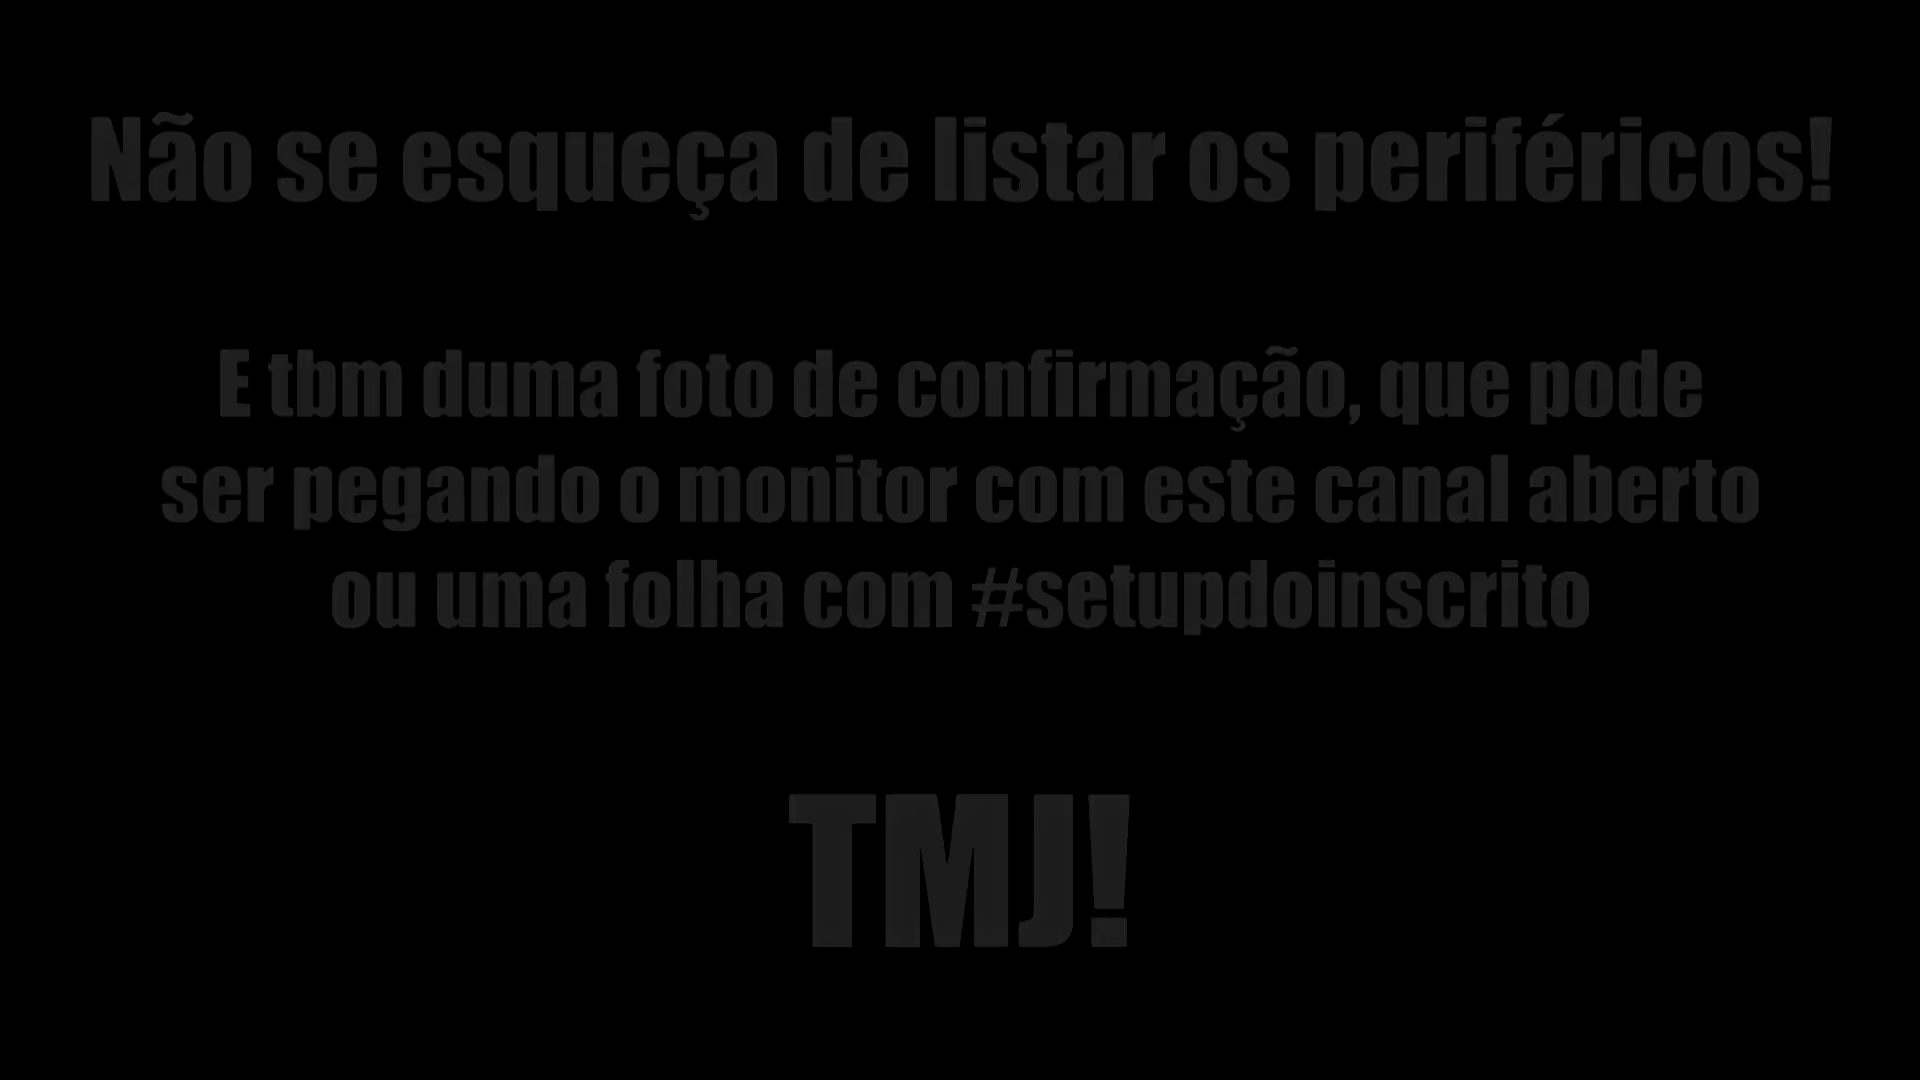 Não se esqueça de listar os periféricos!
E tbm duma foto de confirmação, que pode
ser pegando o monitor com este canal aberto
ou uma folha com #setupdoinscrito
TMJ!